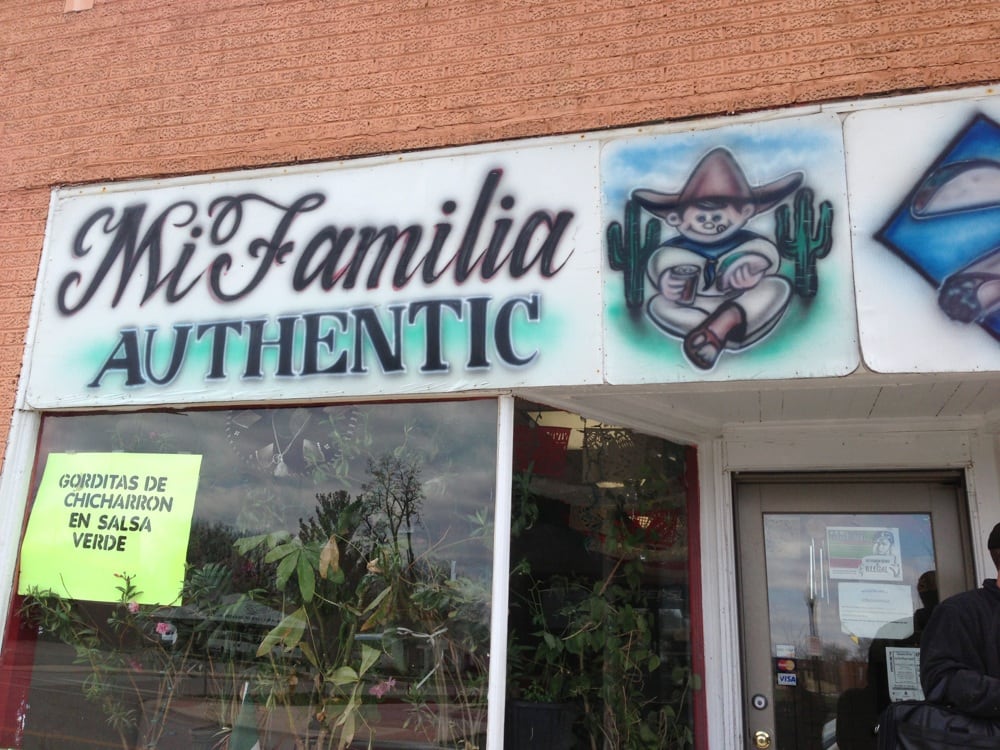 Mi Familia
AUTHENTIC
GORDITAS DE
CHICHARRON
EN SALSA
VERDE
VISA